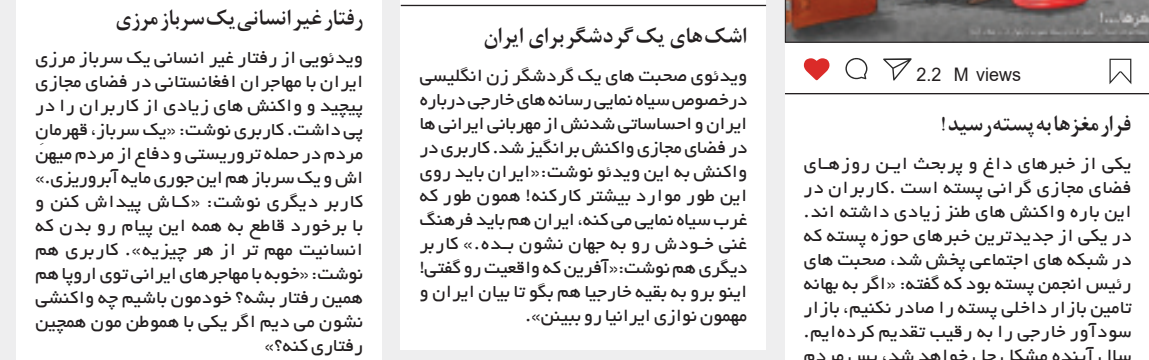 2.2 M views
فرار مغزها به پسته رسید!
یکی از خبرهای داغ و پربحث این روزهای
فضای مجازی گرانی پسته است .کاربران در
این باره واکنش های طنز زیادی داشته اند.
در یکی از جدیدترین خبرهای حوزه پسته که
در شبکه های اجتماعی پخش شد، صحبت های
رئیس انجمن پسته بود که گفته: «اگر به بهانه
تامین بازار داخلی پسته را صادر نکنیم، بازار
سودآور خارجی را به رقیب تقدیم کرده‌ایم.
سال آینده مشکل حل خواهد شد، پس مردم
اشک‌های یک گردشگر برای ایران
ویدئوی صحبت های یک گردشگر زن انگلیسی
درخصوص سیاه نمایی رسانه های خارجی درباره
ایران و احساساتی شدنش از مهربانی ایرانی ها
در فضای مجازی واکنش برانگیز شد. کاربری در
واکنش به این ویدئو نوشت:«ایران باید روی
این طور موارد بیشتر کارکنه! همون طور که
غرب سیاه نمایی می‌کنه، ایران هم باید فرهنگ
غنی خودش رو به جهان نشون بده.» کاربر
دیگری هم نوشت:«آفرین که واقعیت رو گفتی!
اینو برو به بقیه خارجیا هم بگو تا بیان ایران و
مهمون نوازی ایرانیا رو ببینن».
رفتار غیر انسانی یک سرباز مرزی
ویدئویی از رفتار غیر انسانی یک سرباز مرزی
ایران با مهاجران افغانستانی در فضای مجازی
پیچید و واکنش های زیادی از کاربران را در
پی داشت. کاربری نوشت: «یک سرباز، قهرمانِ
مردم در حمله تروریستی و دفاع از مردم میهن
اش و یک سرباز هم این جوری مایه آبروریزی.»
کاربر دیگری نوشت: «کاش پیداش کنن و
با برخورد قاطع به همه این پیام رو بدن که
انسانیت مهم تر از هر چیزیه». کاربری هم
نوشت: «خوبه با مهاجرهای ایرانی توی اروپا هم
همین رفتار بشه؟ خودمون باشیم چه واکنشی
نشون می دیم اگر یکی با هموطن مون همچین
رفتاری کنه؟»